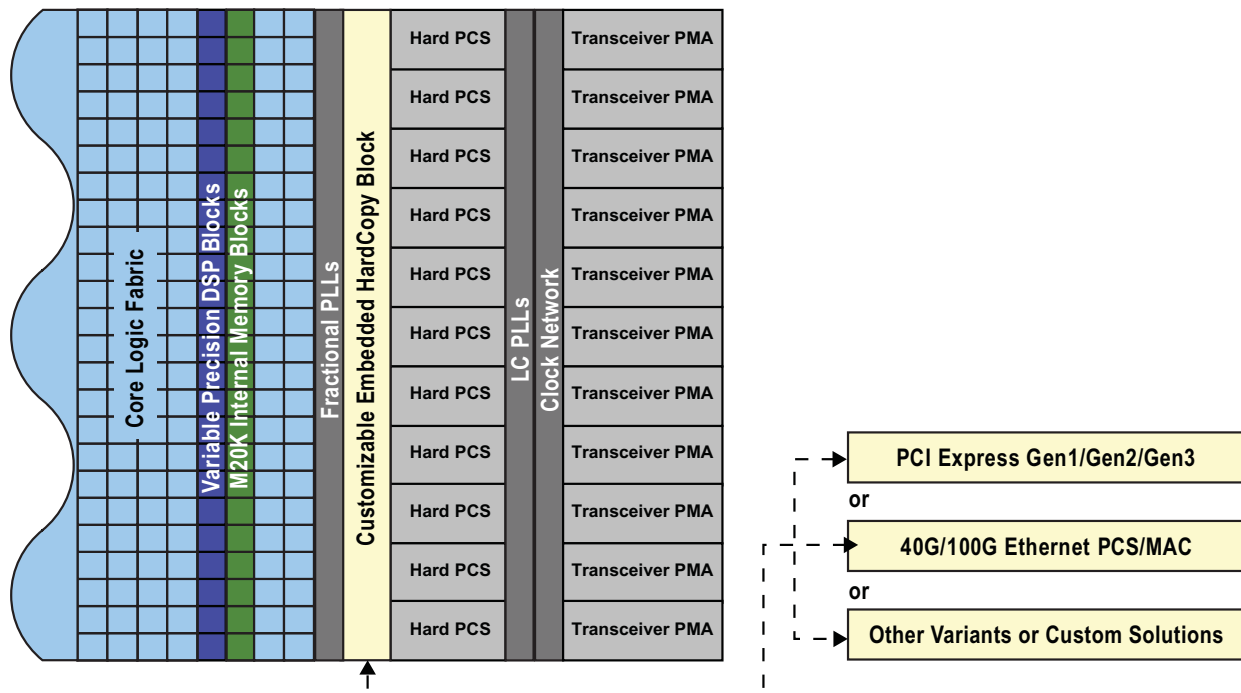 Core Logic Fabric
Variable Precision DSP Blocks
M20K Internal Memory Blocks
Fractional PLLs
Customizable Embedded HardCopy Block
Hard PCS
Hard PCS
Hard PCS
Hard PCS
Hard PCS
Hard PCS
Hard PCS
Hard PCS
Hard PCS
Hard PCS
Hard PCS
LC PLLs
Clock Network
Transceiver PMA
Transceiver PMA
Transceiver PMA
Transceiver PMA
Transceiver PMA
Transceiver PMA
Transceiver PMA
Transceiver PMA
Transceiver PMA
Transceiver PMA
Transceiver PMA
PCI Express Gen1/Gen2/Gen3
or
40G/100G Ethernet PCS/MAC
or
Other Variants or Custom Solutions